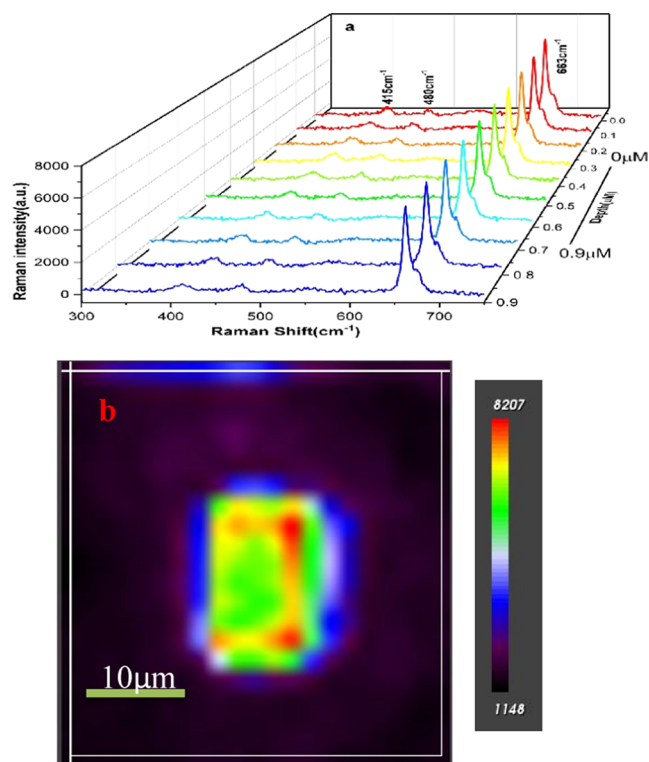 a
415cm-1
480cm-1
663cm-1
8000
6000
4000
2000
0
Raman intensity(a.u.)
300 400 500 600 700
Raman Shift(cm-1)
0.0
0.1
0.2
0.3
0.4
0.5
0.6
0.7
0.8
0.9
Depth(μM)
0μM
0.9μM
b
10μm
8207
1148